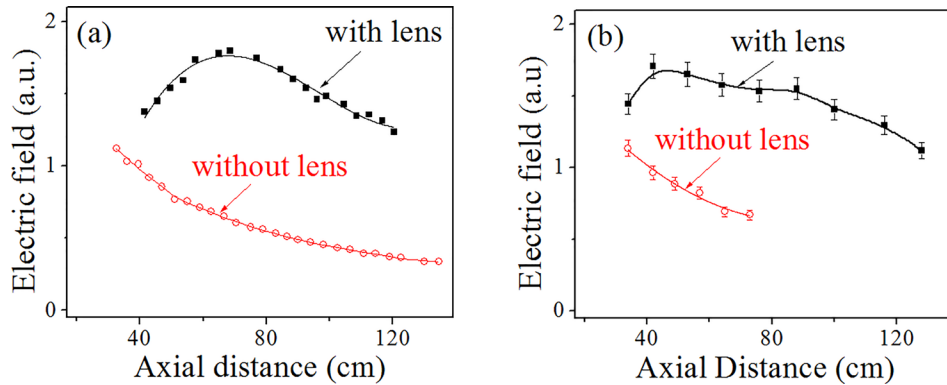 (a)
with lens
without lens
Electric field (a.u.)
2
1
0
40
80
120
Axial distance (cm)
(b)
with lens
without lens
Electric field (a.u)
2
1
0
40
80
120
Axial Distance (cm)